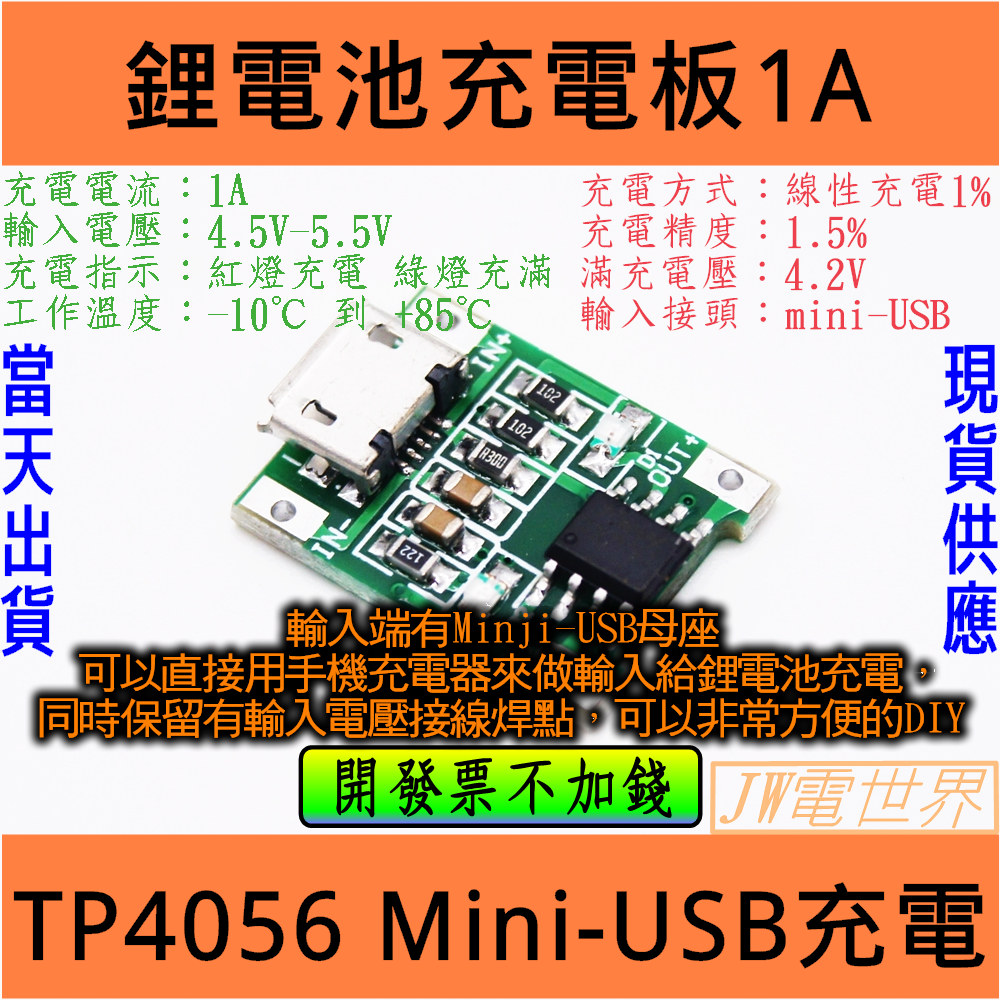 鋰電池充電板1A
充電電流：1A
輸入電壓：4.5V-5.5V
充電指示：紅燈充電 綠燈充滿
工作溫度：-10℃ 到 +85℃
充電方式：線性充電1%
充電精度：1.5%
滿充電壓：4.2V
輸入接頭：mini-USB
當天出貨
現貨供應
IN+
102
102
R300
122
IN-
OUT+
輸入端有Minji-USB母座
可以直接用手機充電器來做輸入給鋰電池充電，
同時保留有輸入電壓接線焊點，可以非常方便的DIY
開發票不加錢
JW電世界
TP4056 Mini-USB充電